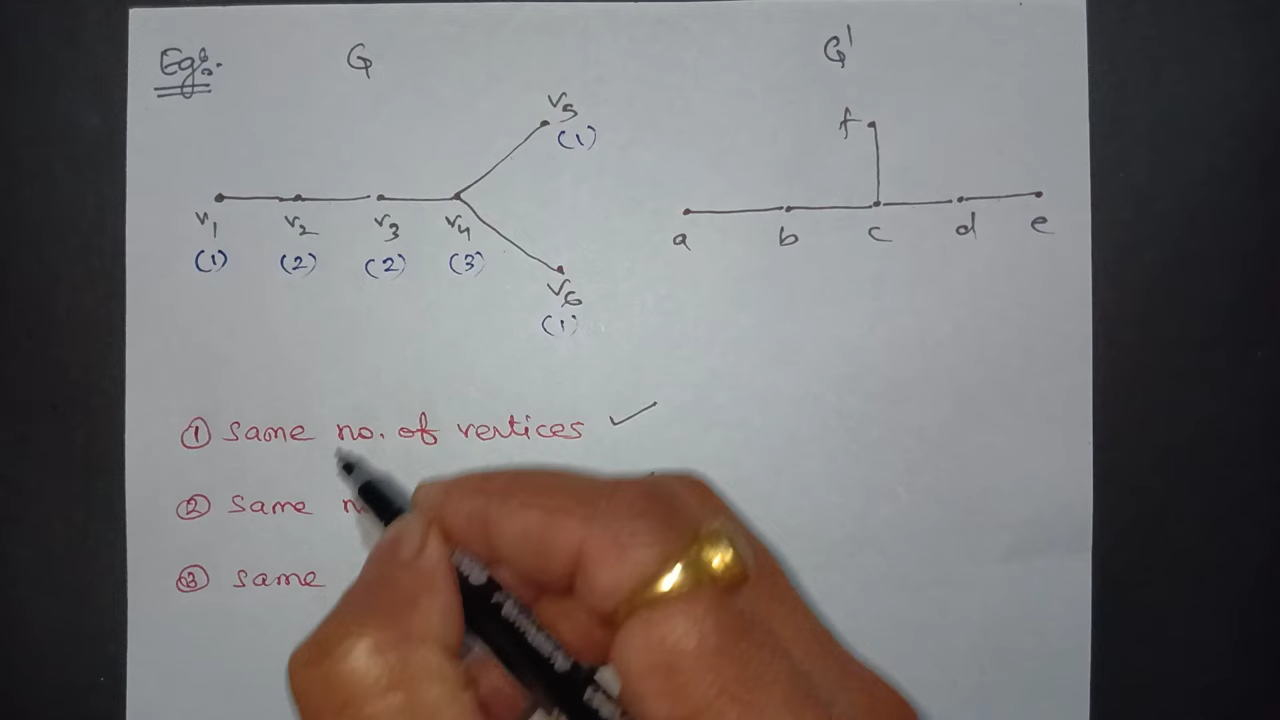 Eg:
G
G'
v5
(1)
f
v1 v2 v3 v4
(1) (2) (2) (3)
v6
(1)
a b c d e
① same no. of vertices ✓
② same
③ same